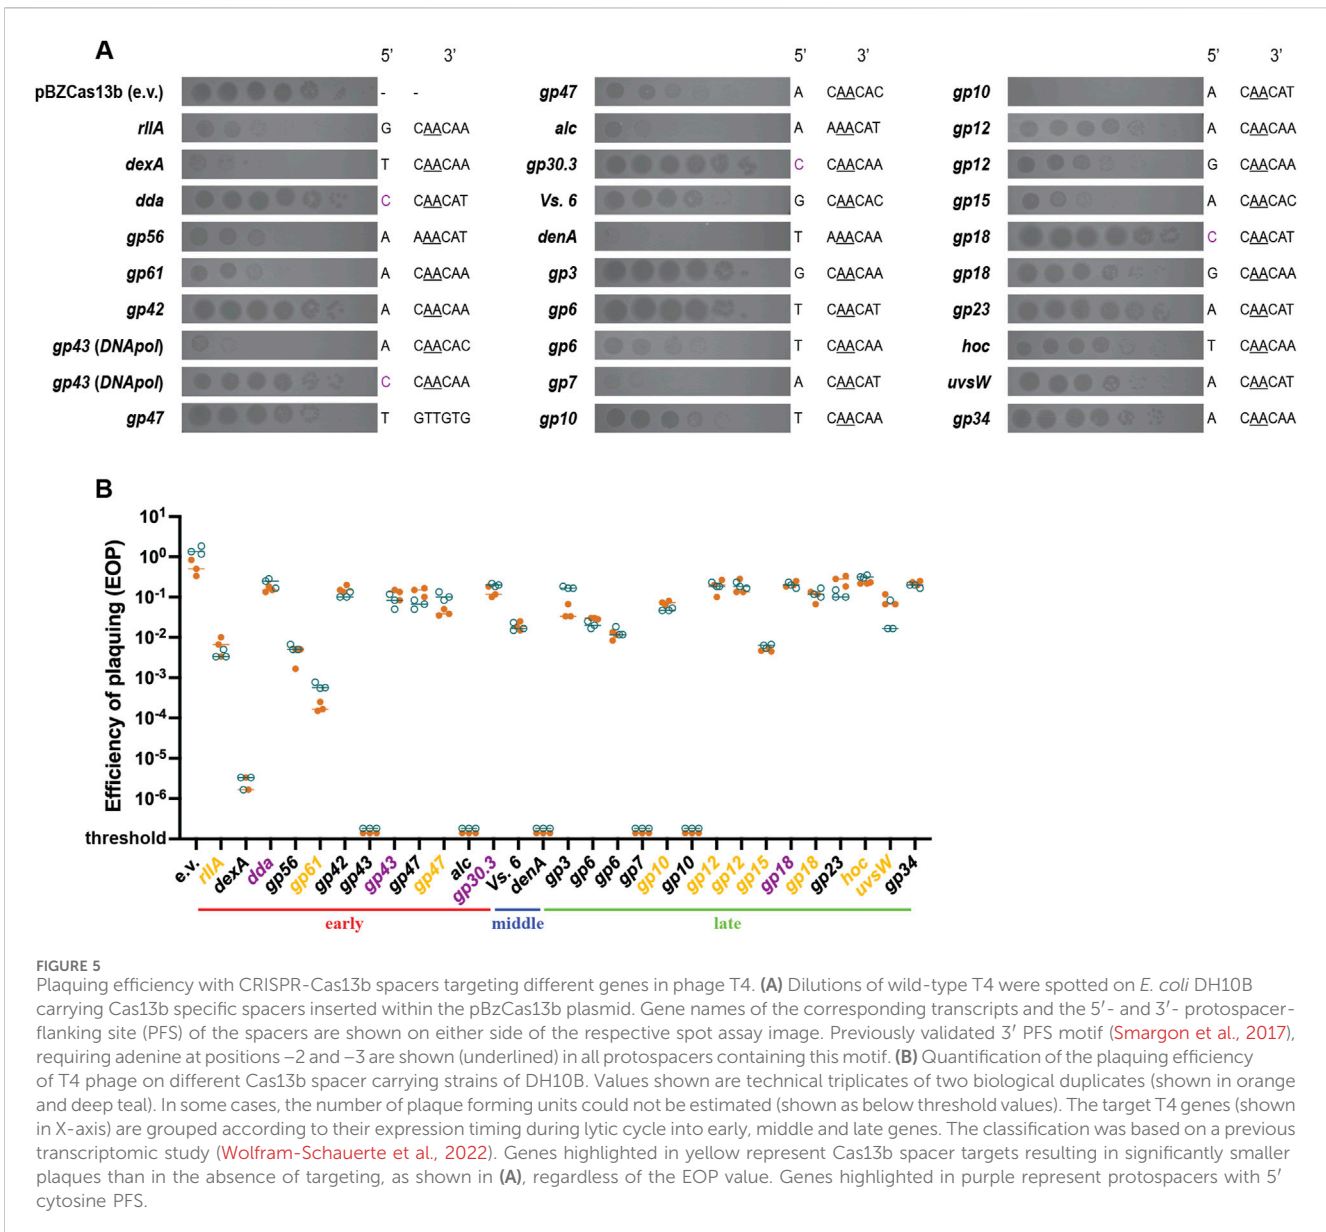 A
5' 3'
pBZCas13b (e.v.) - -
rIIA G CAACAA
dexA T CAACAA
dda C CAACAT
gp56 A AAACAT
gp61 A CAACAA
gp42 A CAACAA
gp43 (DNApol) A CAACAC
gp43 (DNApol) C CAACAA
gp47 T GTTGTG
5' 3'
gp47 A CAACAC
alc A AAACAT
gp30.3 C CAACAA
Vs. 6 G CAACAC
denA T AAACAA
gp3 G CAACAA
gp6 T CAACAT
gp6 T CAACAA
gp7 A CAACAT
gp10 T CAACAA
5' 3'
gp10 A CAACAT
gp12 A CAACAA
gp12 G CAACAA
gp15 A CAACAC
gp18 C CAACAT
gp18 G CAACAA
gp23 A CAACAT
hoc T CAACAA
uvsW A CAACAT
gp34 A CAACAA
B
Efficiency of plaquing (EOP)
10¹
10⁰
10⁻¹
10⁻²
10⁻³
10⁻⁴
10⁻⁵
10⁻⁶
threshold
e.v. rIIA dexA dda gp56 gp61 gp42 gp43 gp43 gp47 gp47 alc gp30.3 Vs. 6 denA gp3 gp6 gp6 gp7 gp10 gp10 gp12 gp12 gp15 gp18 gp18 gp23 hoc uvsW gp34
early middle late
FIGURE 5
Plaquing efficiency with CRISPR-Cas13b spacers targeting different genes in phage T4. (A) Dilutions of wild-type T4 were spotted on E. coli DH10B
carrying Cas13b specific spacers inserted within the pBzCas13b plasmid. Gene names of the corresponding transcripts and the 5′- and 3′- protospacer-
flanking site (PFS) of the spacers are shown on either side of the respective spot assay image. Previously validated 3′ PFS motif (Smargon et al., 2017),
requiring adenine at positions –2 and –3 are shown (underlined) in all protospacers containing this motif. (B) Quantification of the plaquing efficiency
of T4 phage on different Cas13b spacer carrying strains of DH10B. Values shown are technical triplicates of two biological duplicates (shown in orange
and deep teal). In some cases, the number of plaque forming units could not be estimated (shown as below threshold values). The target T4 genes (shown
in X-axis) are grouped according to their expression timing during lytic cycle into early, middle and late genes. The classification was based on a previous
transcriptomic study (Wolfram-Schauerte et al., 2022). Genes highlighted in yellow represent Cas13b spacer targets resulting in significantly smaller
plaques than in the absence of targeting, as shown in (A), regardless of the EOP value. Genes highlighted in purple represent protospacers with 5′
cytosine PFS.